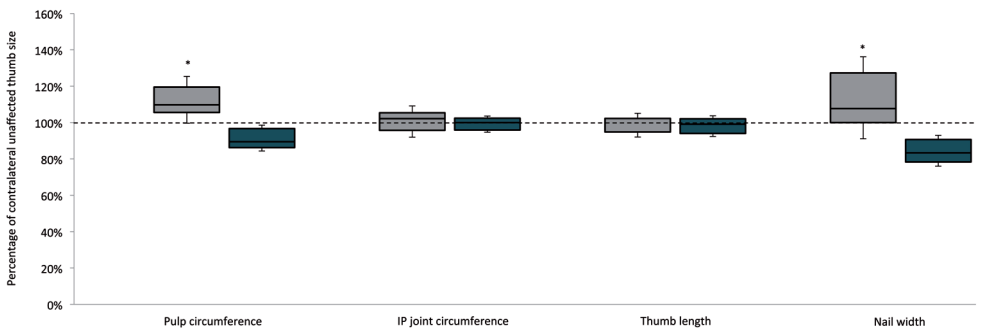 160%
140%
120%
100%
80%
60%
40%
20%
0%
Percentage of contralateral unaffected thumb size
*
*
Pulp circumference
IP joint circumference
Thumb length
Nail width